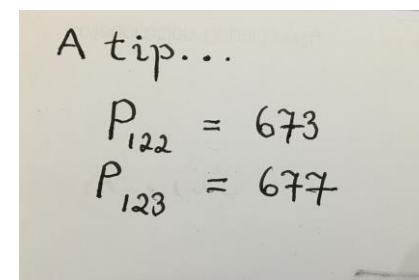 A tip...
P₁₂₂ = 673
P₁₂₃ = 677